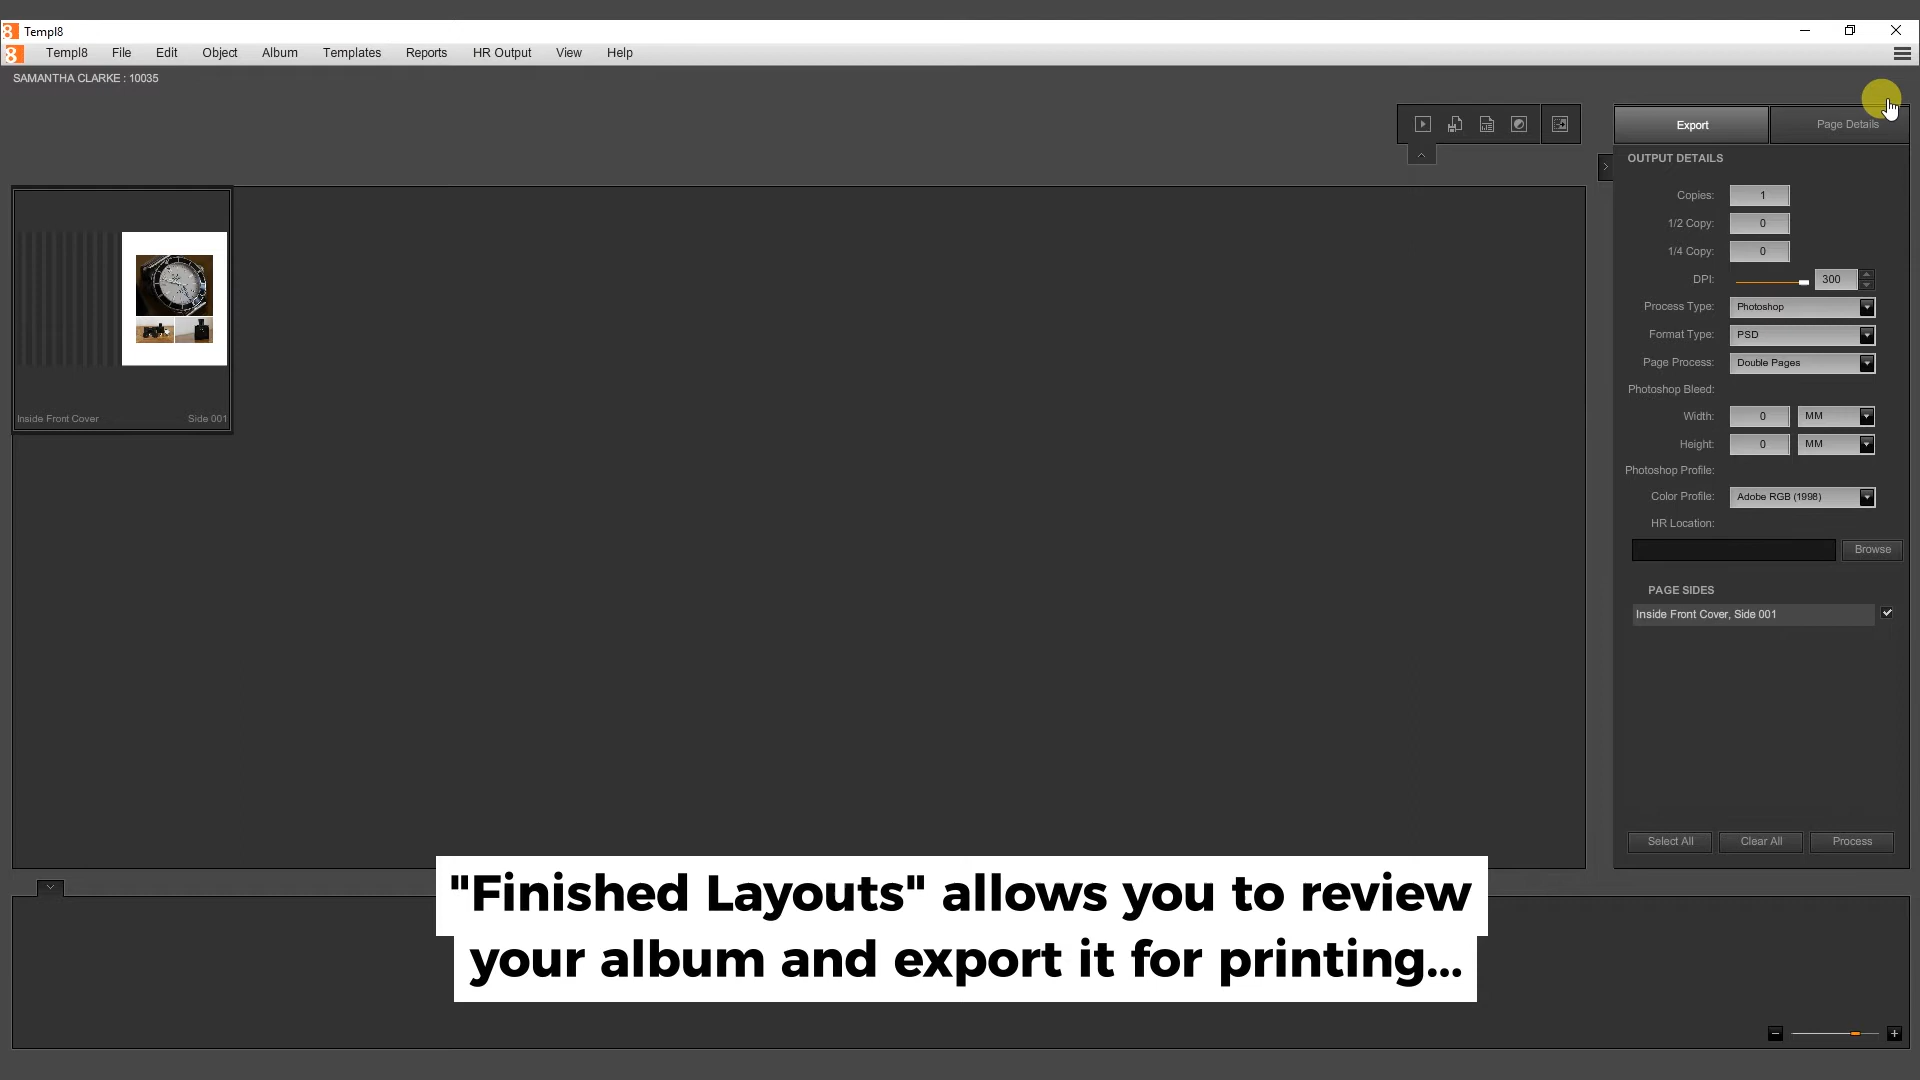 Templ8
Templ8 File Edit Object Album Templates Reports HR Output View Help
SAMANTHA CLARKE : 10035
Export Page Details
OUTPUT DETAILS
Copies: 1
1/2 Copy: 0
1/4 Copy: 0
DPI: 300
Process Type: Photoshop
Format Type: PSD
Page Process: Double Pages
Photoshop Bleed:
Width: 0 MM
Height: 0 MM
Photoshop Profile:
Color Profile: Adobe RGB (1998)
HR Location:
Browse
PAGE SIDES
Inside Front Cover, Side 001
Select All Clear All Process
Inside Front Cover Side 001
"Finished Layouts" allows you to review
your album and export it for printing...